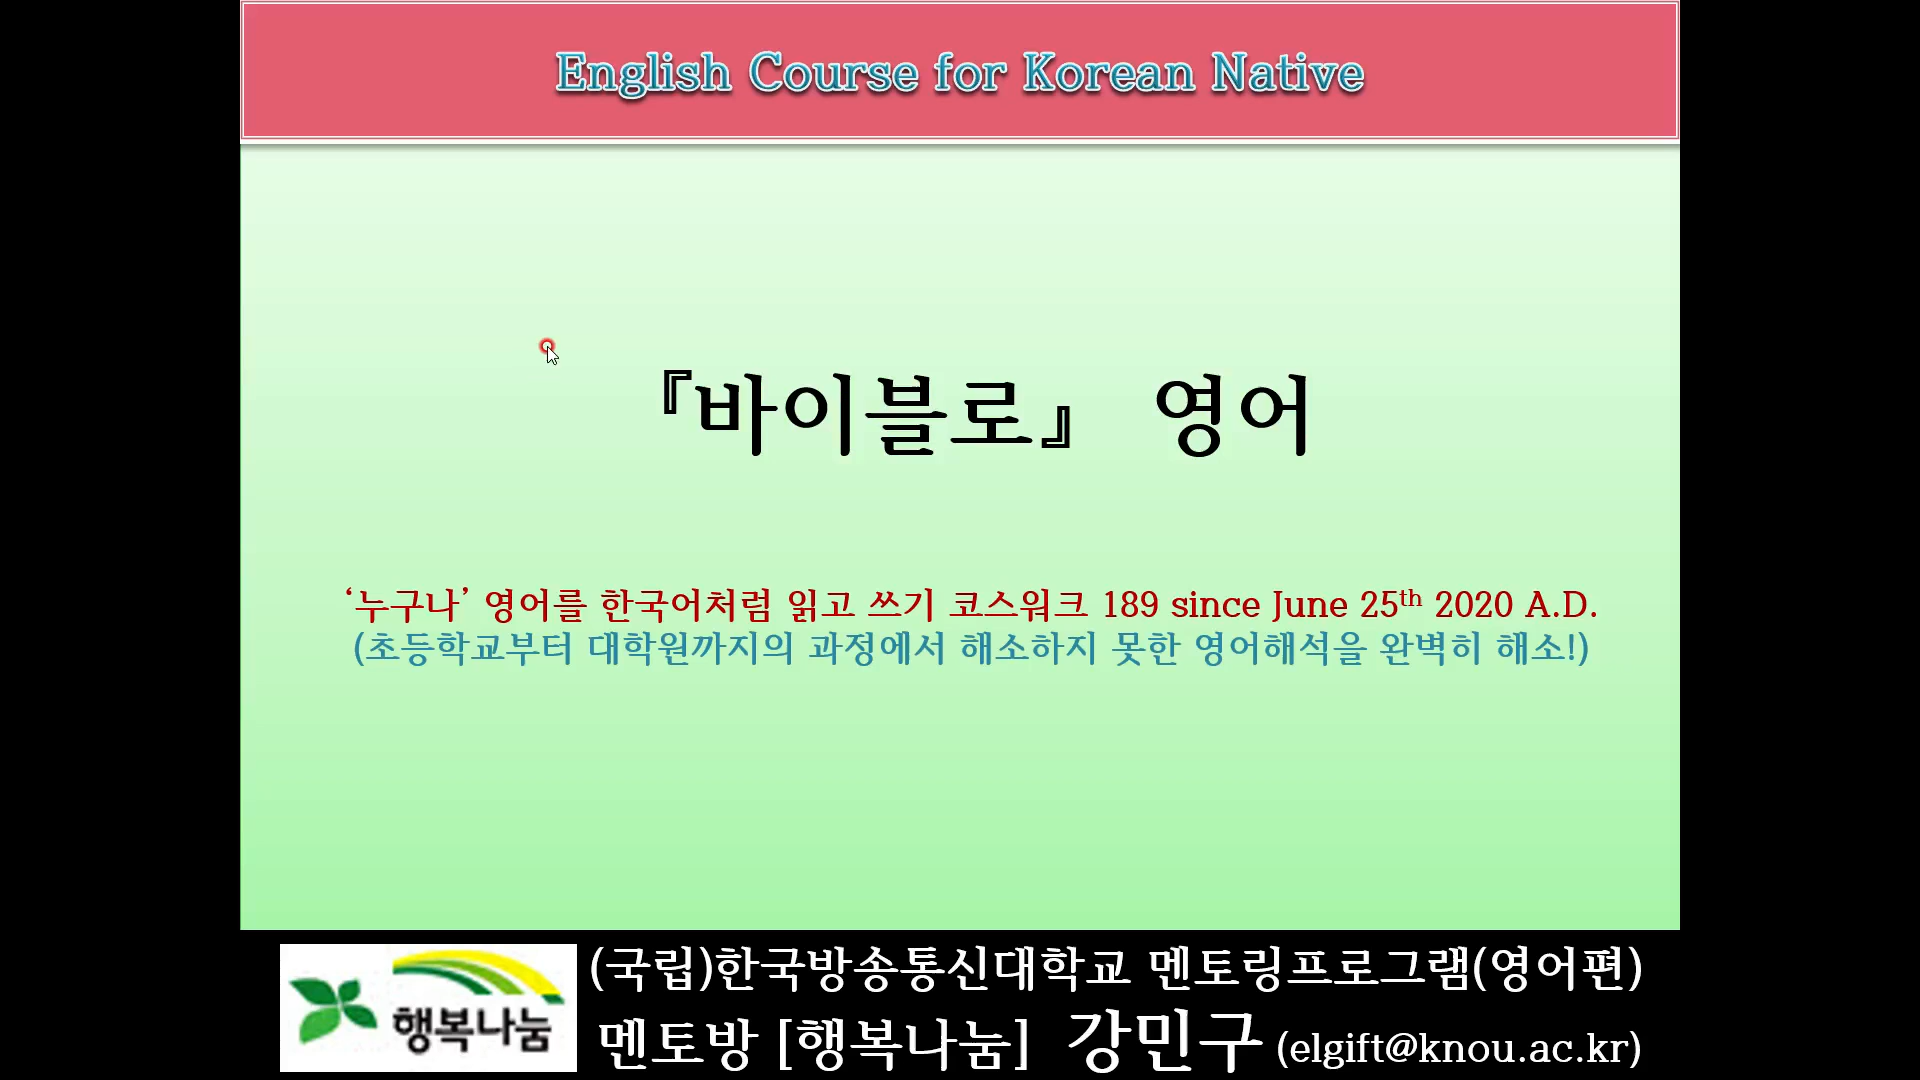 English Course for Korean Native
『바이블로』 영어
‘누구나’ 영어를 한국어처럼 읽고 쓰기 코스워크 189 since June 25th 2020 A.D.
(초등학교부터 대학원까지의 과정에서 해소하지 못한 영어해석을 완벽히 해소!)
행복나눔
(국립)한국방송통신대학교 멘토링프로그램(영어편)
멘토방 [행복나눔] 강민구 (elgift@knou.ac.kr)